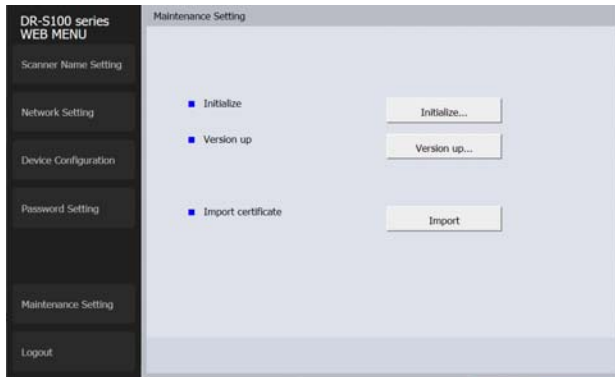 DR-S100 series
WEB MENU
Maintenance Setting
Scanner Name Setting
Network Setting
Device Configuration
Password Setting
Maintenance Setting
Logout
Initialize
Initialize...
Version up
Version up...
Import certificate
Import